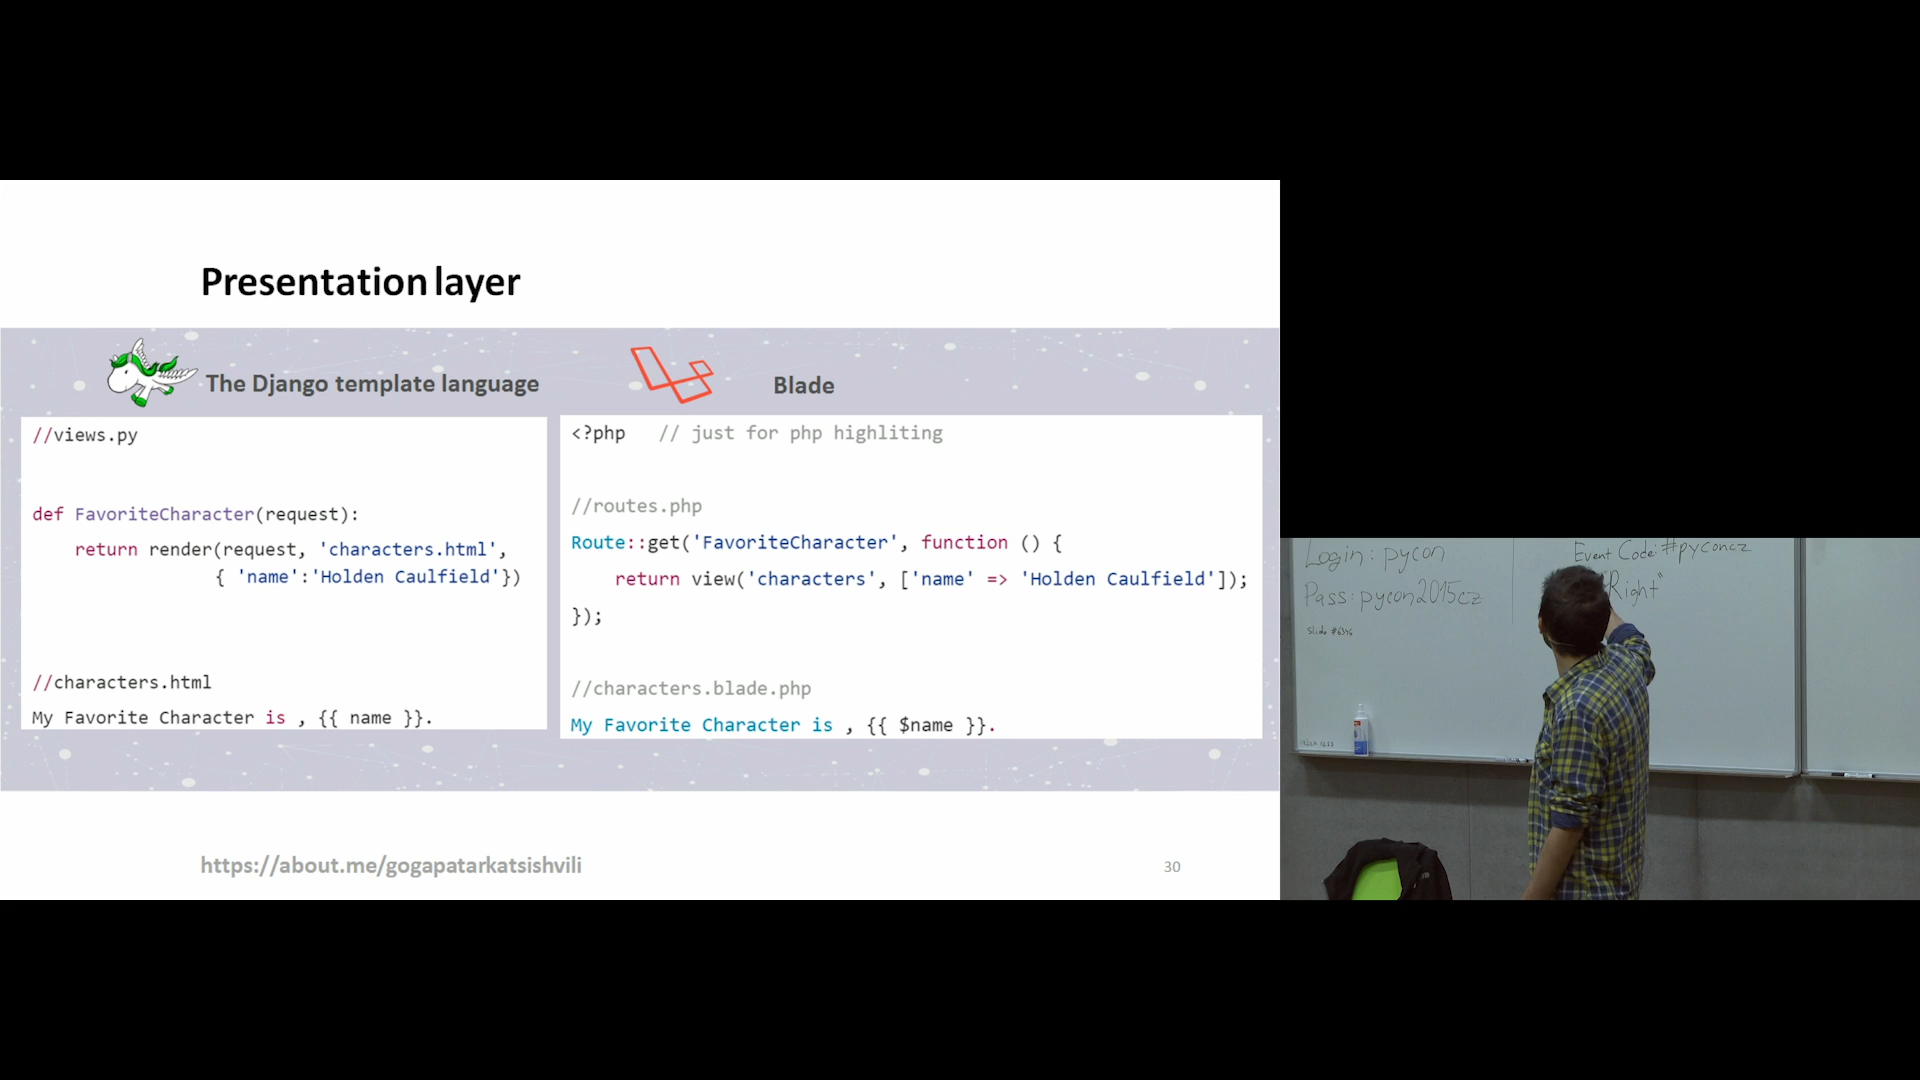 Presentation layer
The Django template language
//views.py
def FavoriteCharacter(request):
return render(request, 'characters.html',
{ 'name':'Holden Caulfield'})
//characters.html
My Favorite Character is , {{ name }}.
Blade
<?php // just for php highliting
//routes.php
Route::get('FavoriteCharacter', function () {
return view('characters', ['name' => 'Holden Caulfield']);
});
//characters.blade.php
My Favorite Character is , {{ $name }}.
https://about.me/gogapatarkatsishvili
30
Login: pycon
Pass: pycon2015cz
Event Code: #pyconcz
Right"